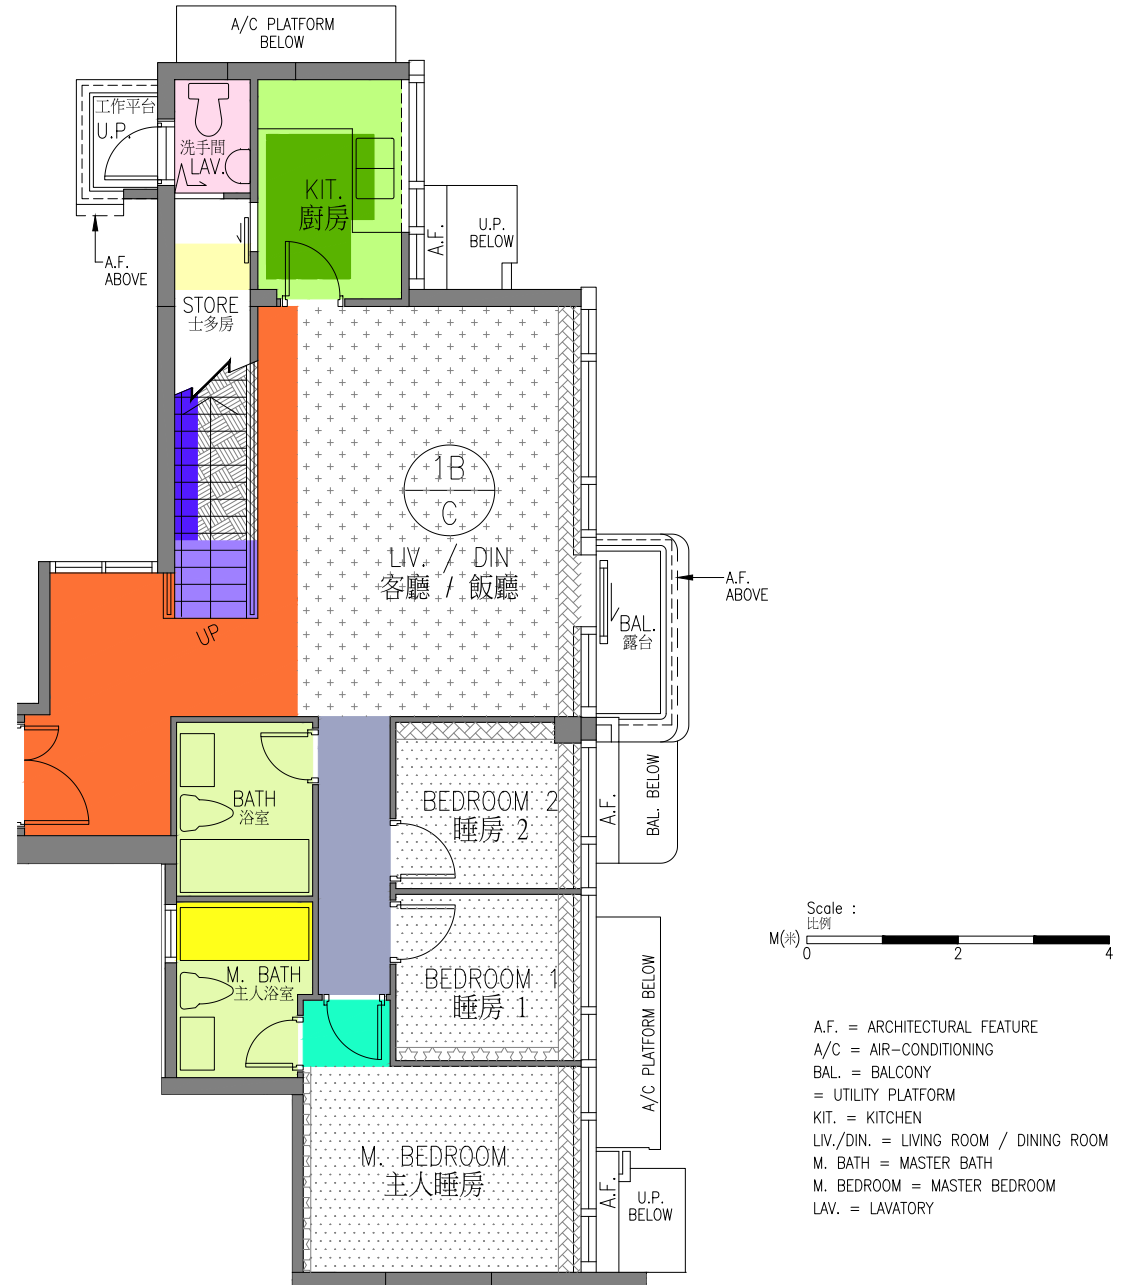 A/C PLATFORM
BELOW
工作平台
U.P.
洗手間
LAV.
KIT.
廚房
A.F.
U.P.
BELOW
A.F.
ABOVE
STORE
士多房
1B
C
LIV. / DIN
客廳 / 飯廳
A.F.
ABOVE
BAL.
露台
UP
BATH
浴室
BEDROOM 2
睡房 2
A.F.
BAL. BELOW
M. BATH
主人浴室
BEDROOM 1
睡房 1
A/C PLATFORM BELOW
M. BEDROOM
主人睡房
A.F.
U.P.
BELOW
Scale :
比例
M(米)
0 2 4
A.F. = ARCHITECTURAL FEATURE
A/C = AIR-CONDITIONING
BAL. = BALCONY
= UTILITY PLATFORM
KIT. = KITCHEN
LIV./DIN. = LIVING ROOM / DINING ROOM
M. BATH = MASTER BATH
M. BEDROOM = MASTER BEDROOM
LAV. = LAVATORY